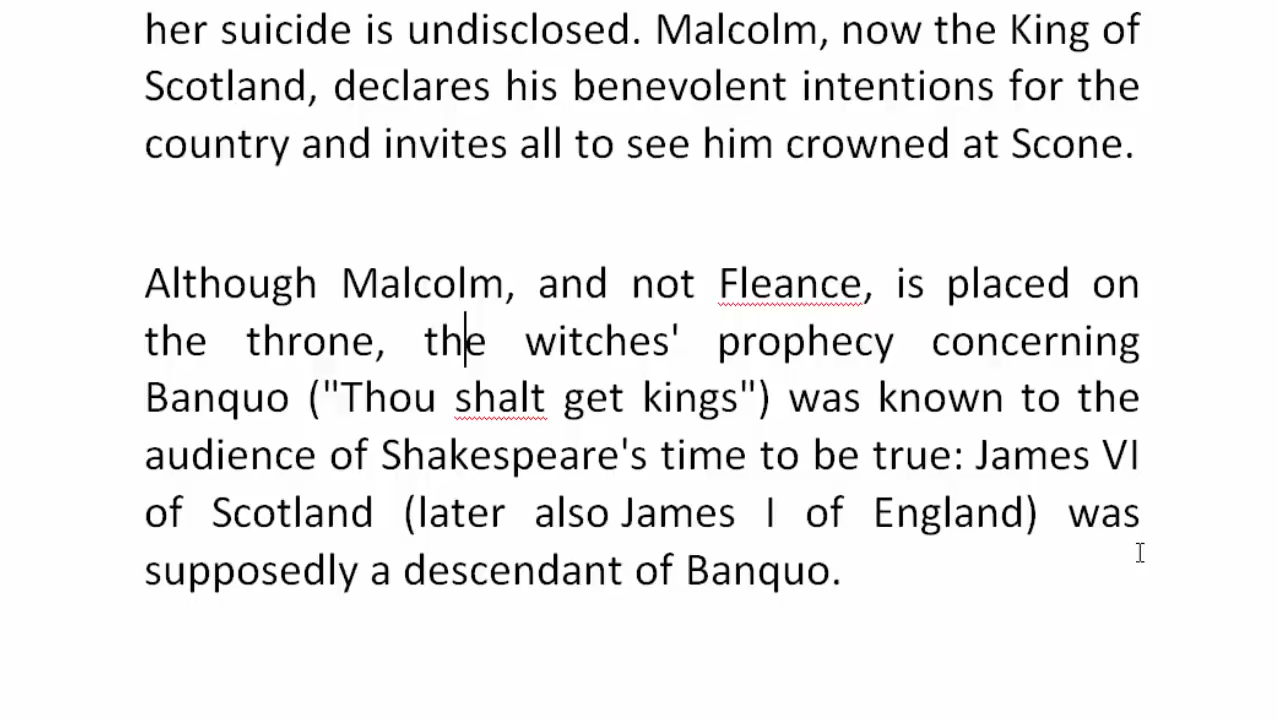 her suicide is undisclosed. Malcolm, now the King of
Scotland, declares his benevolent intentions for the
country and invites all to see him crowned at Scone.
Although Malcolm, and not Fleance, is placed on
the throne, the witches' prophecy concerning
Banquo ("Thou shalt get kings") was known to the
audience of Shakespeare's time to be true: James VI
of Scotland (later also James I of England) was
supposedly a descendant of Banquo.